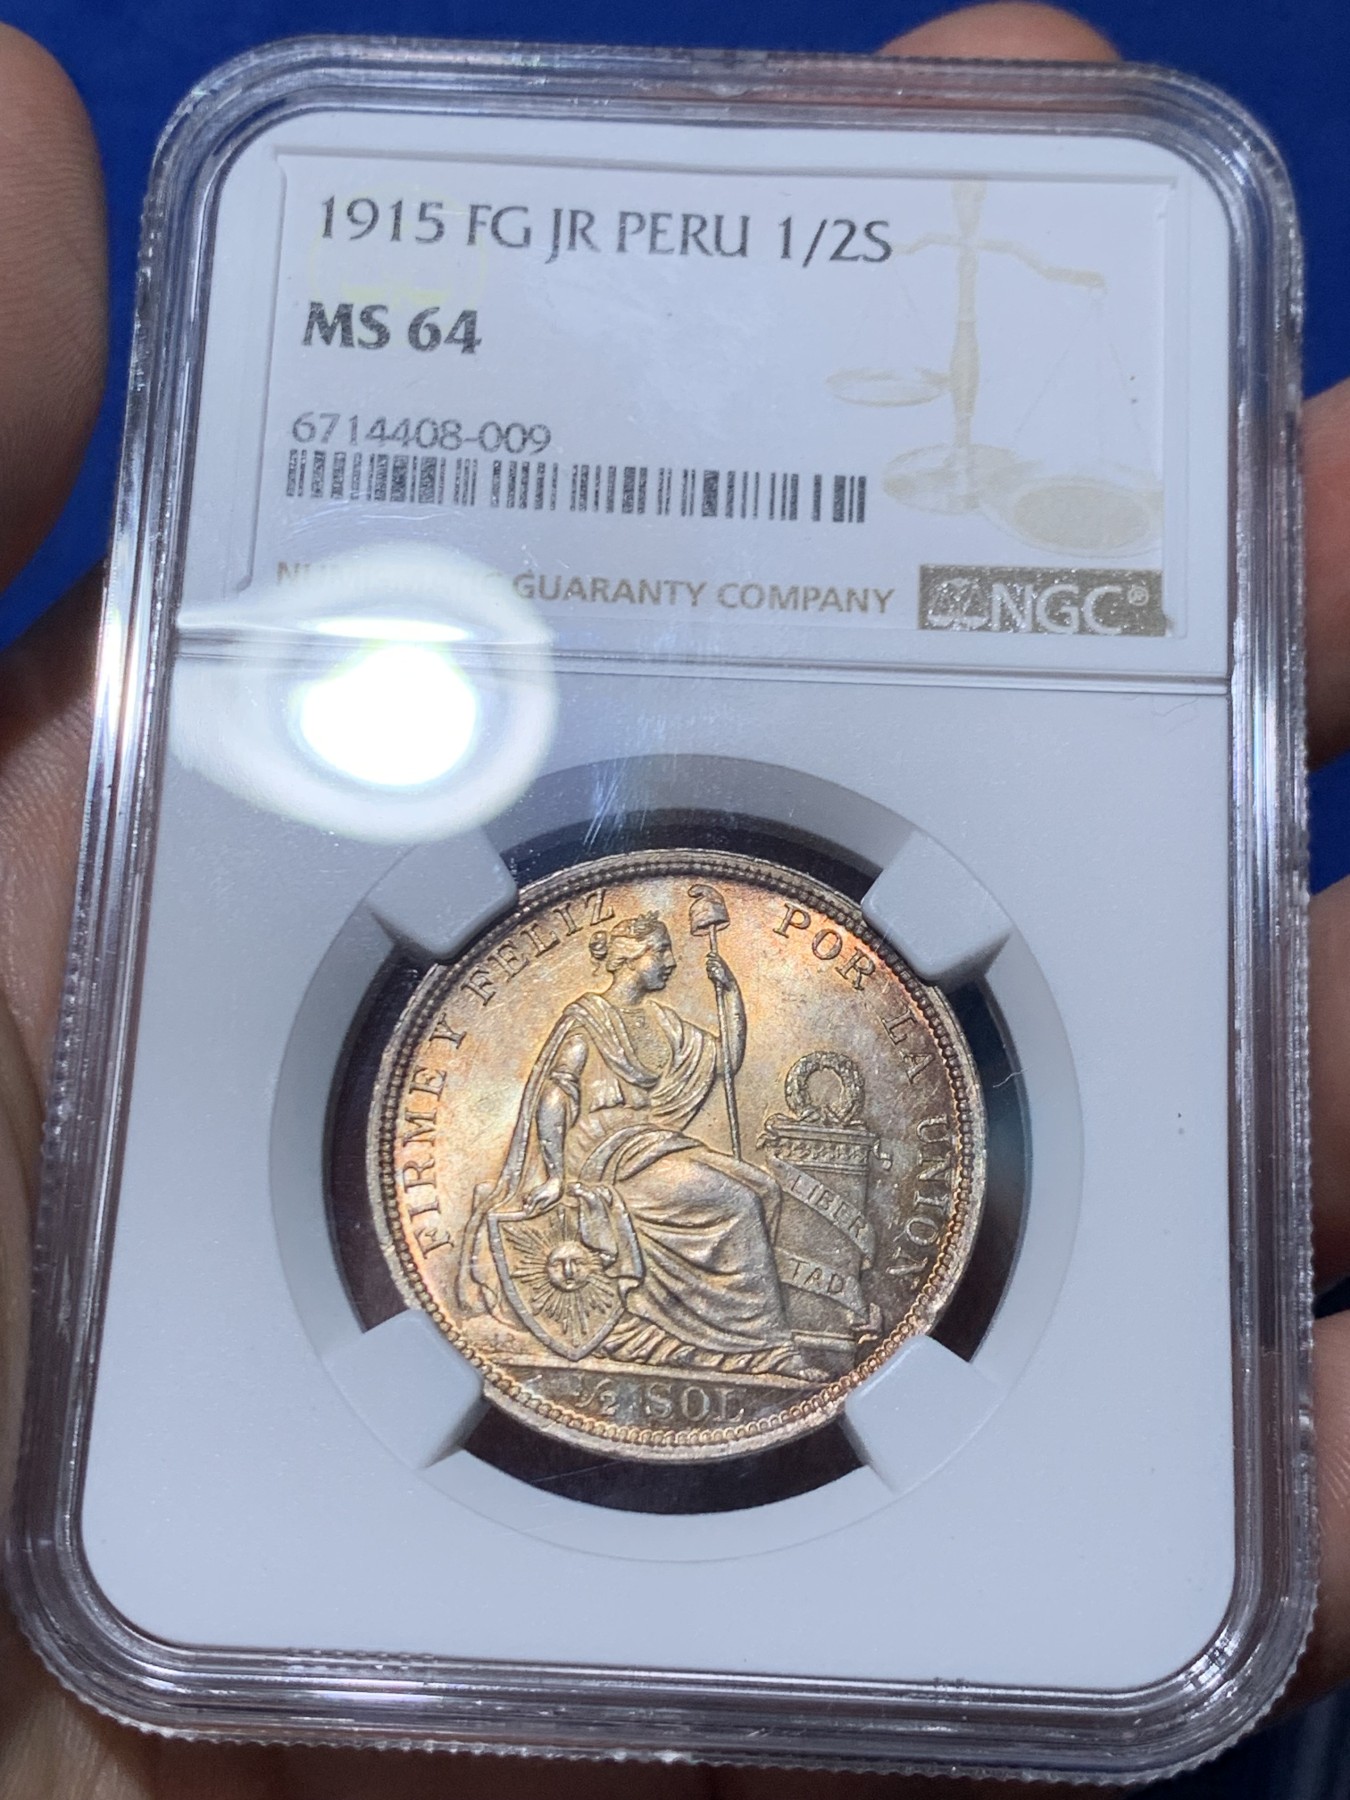 1915 FG JR PERU 1/2S
MS 64
6714408-009
GUARANTY COMPANY
NGC®
FIRME Y FELIZ POR LA UNION
LIBER
TAD
1/2 SOL